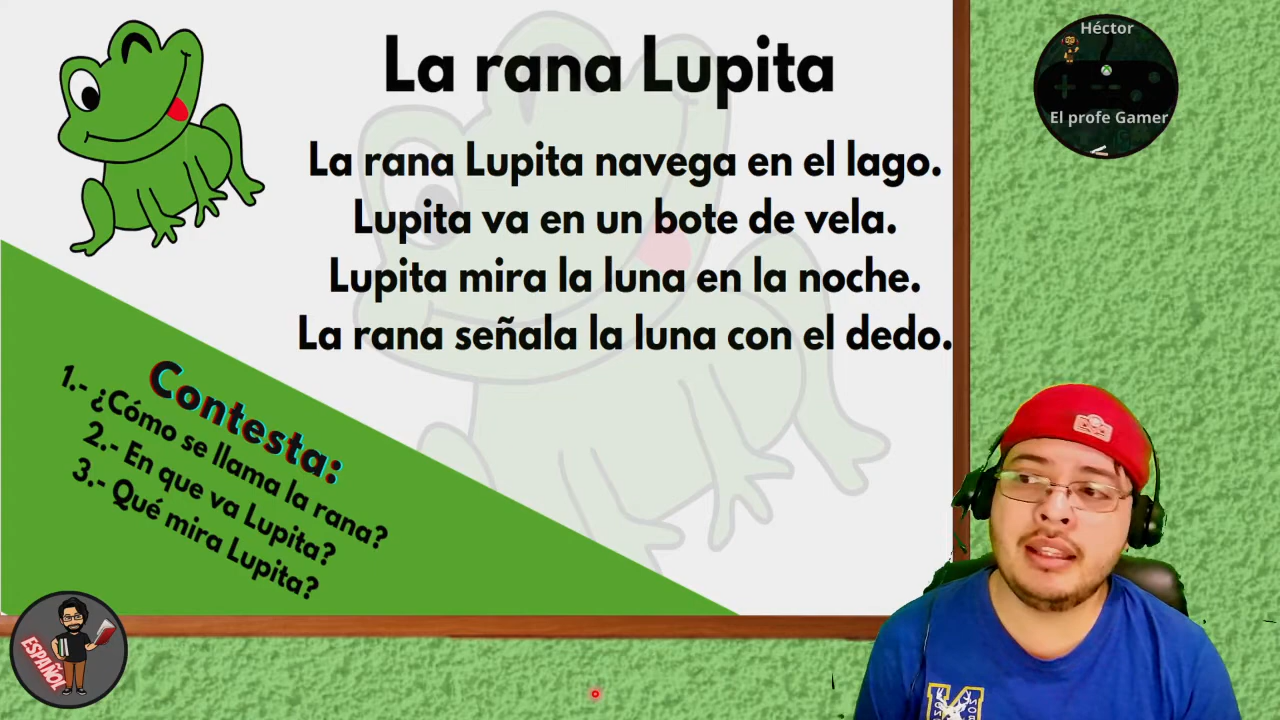 La rana Lupita
La rana Lupita navega en el lago.
Lupita va en un bote de vela.
Lupita mira la luna en la noche.
La rana señala la luna con el dedo.
Contesta:
1.- ¿Cómo se llama la rana?
2.- En que va Lupita?
3.- Qué mira Lupita?
ESPAÑOL
Héctor
El profe Gamer